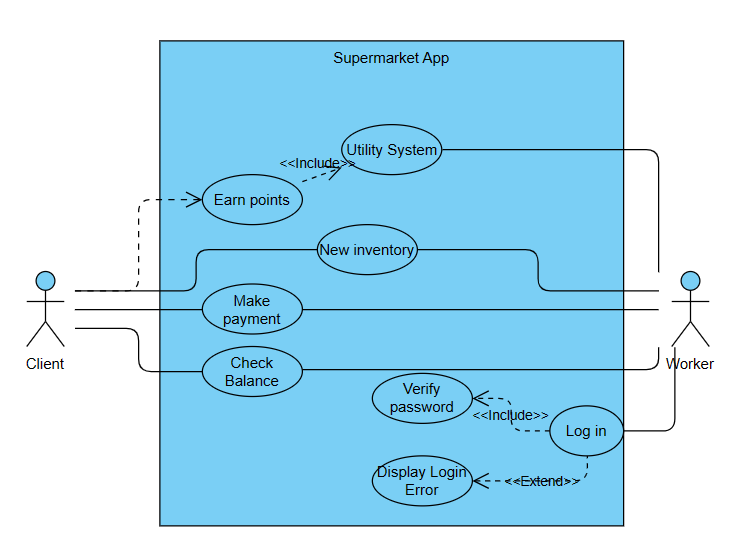 Supermarket App
Utility System
<<Include>>
Earn points
New inventory
Make
payment
Client
Worker
Check
Balance
Verify
password
<<Include>>
Log in
Display Login
Error
<<Extend>>